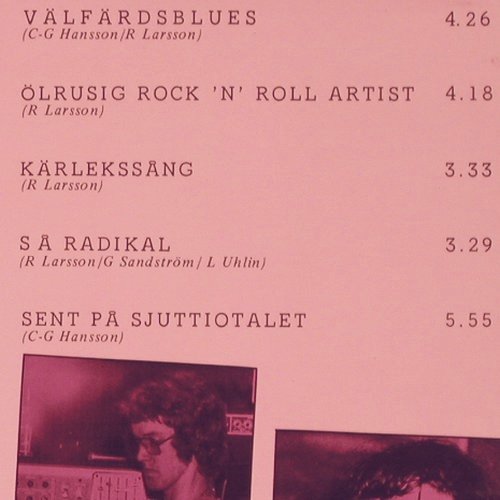 VÄLFÄRDSBLUES 4.26
(C-G Hansson/R Larsson)
ÖLRUSIG ROCK 'N' ROLL ARTIST 4.18
(R Larsson)
KÄRLEKSSÅNG 3.33
(R Larsson)
SÅ RADIKAL 3.29
(R Larsson/G Sandström/ L Uhlin)
SENT PÅ SJUTTIOTALET 5.55
(C-G Hansson)